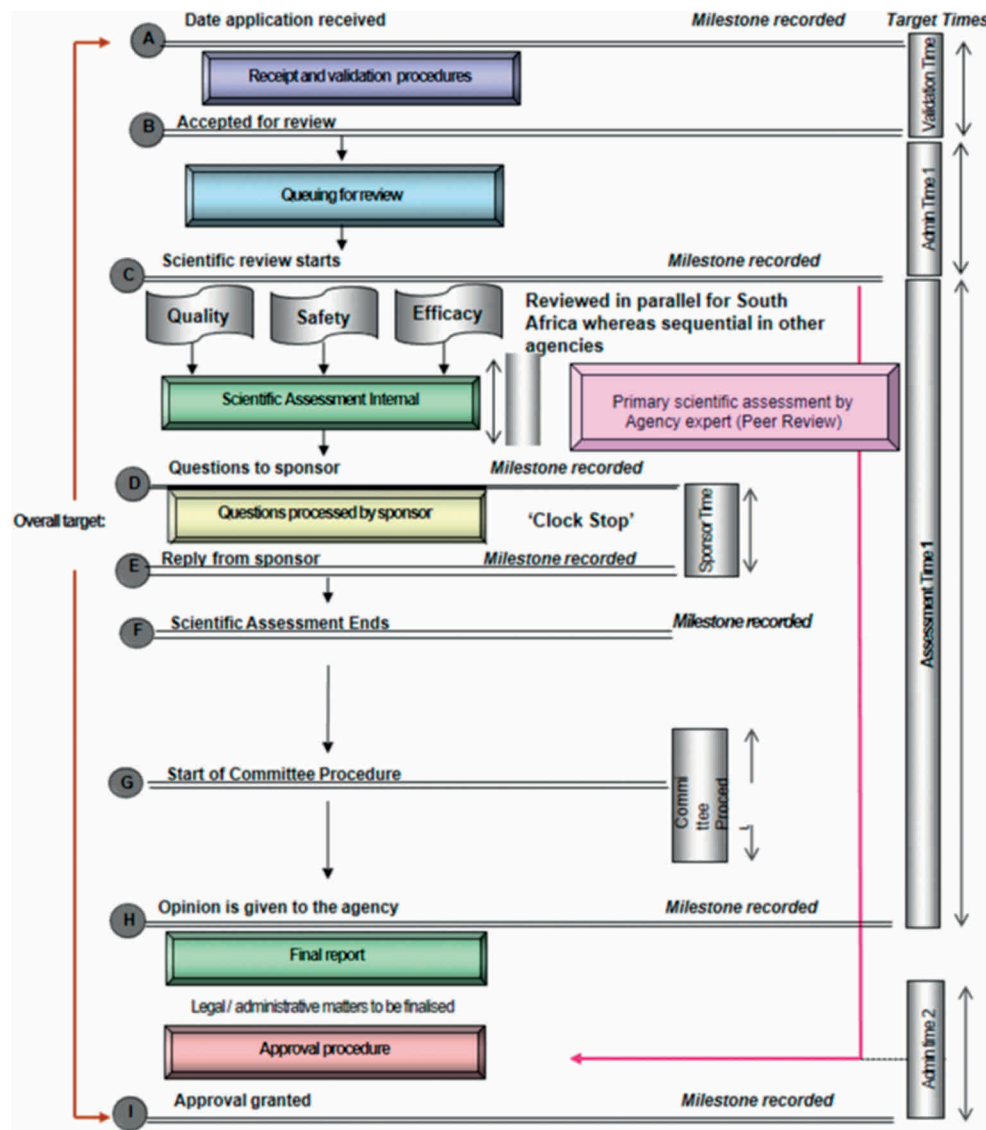 Date application received
Milestone recorded
Target Times
A
Receipt and validation procedures
Validation Time
B
Accepted for review
Queuing for review
Admin Time 1
Scientific review starts
Milestone recorded
C
Quality
Safety
Efficacy
Reviewed in parallel for South
Africa whereas sequential in other
agencies
Scientific Assessment Internal
Primary scientific assessment by
Agency expert (Peer Review)
Questions to sponsor
Milestone recorded
D
Overall target:
Questions processed by sponsor
'Clock Stop'
Sponsor Time
Assessment Time 1
E
Reply from sponsor
Milestone recorded
F
Scientific Assessment Ends
Milestone recorded
G
Start of Committee Procedure
Commi
ttee
Proced
Opinion is given to the agency
Milestone recorded
H
Final report
Legal / administrative matters to be finalised
Approval procedure
Admin time 2
I
Approval granted
Milestone recorded